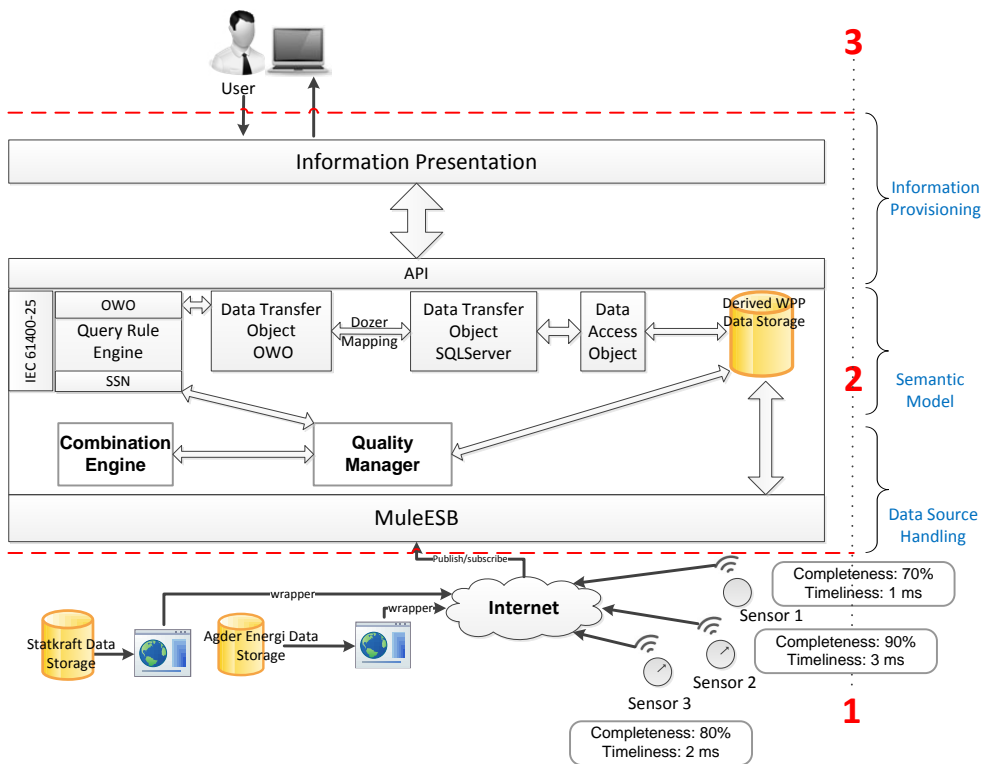 3
User
Information Presentation
Information
Provisioning
API
IEC 61400-25
OWO
Query Rule
Engine
SSN
Data Transfer
Object
OWO
Dozer
Mapping
Data Transfer
Object
SQLServer
Data
Access
Object
Derived WPP
Data Storage
2
Semantic
Model
Combination
Engine
Quality
Manager
MuleESB
Data Source
Handling
Publish/subscribe
wrapper
wrapper
Internet
Statkraft Data
Storage
Agder Energi Data
Storage
Sensor 1
Completeness: 70%
Timeliness: 1 ms
Sensor 2
Completeness: 90%
Timeliness: 3 ms
Sensor 3
Completeness: 80%
Timeliness: 2 ms
1